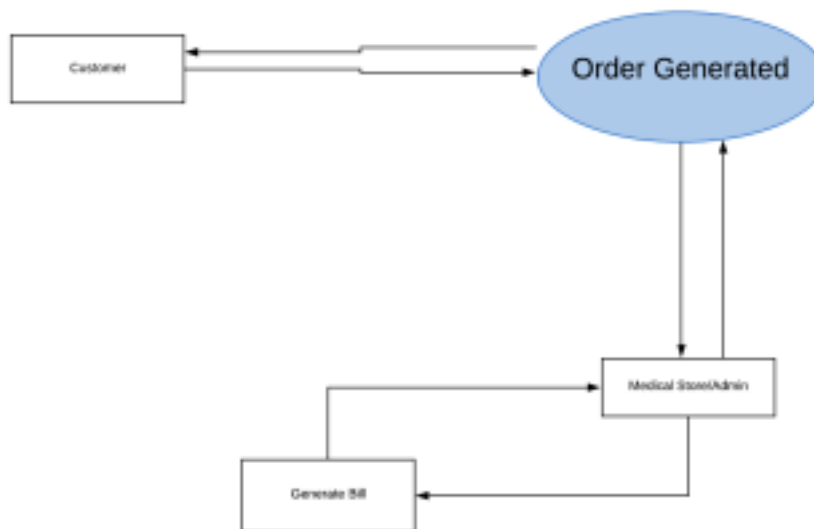 Customer
Order Generated
Medical Store/Admin
Generate Bill